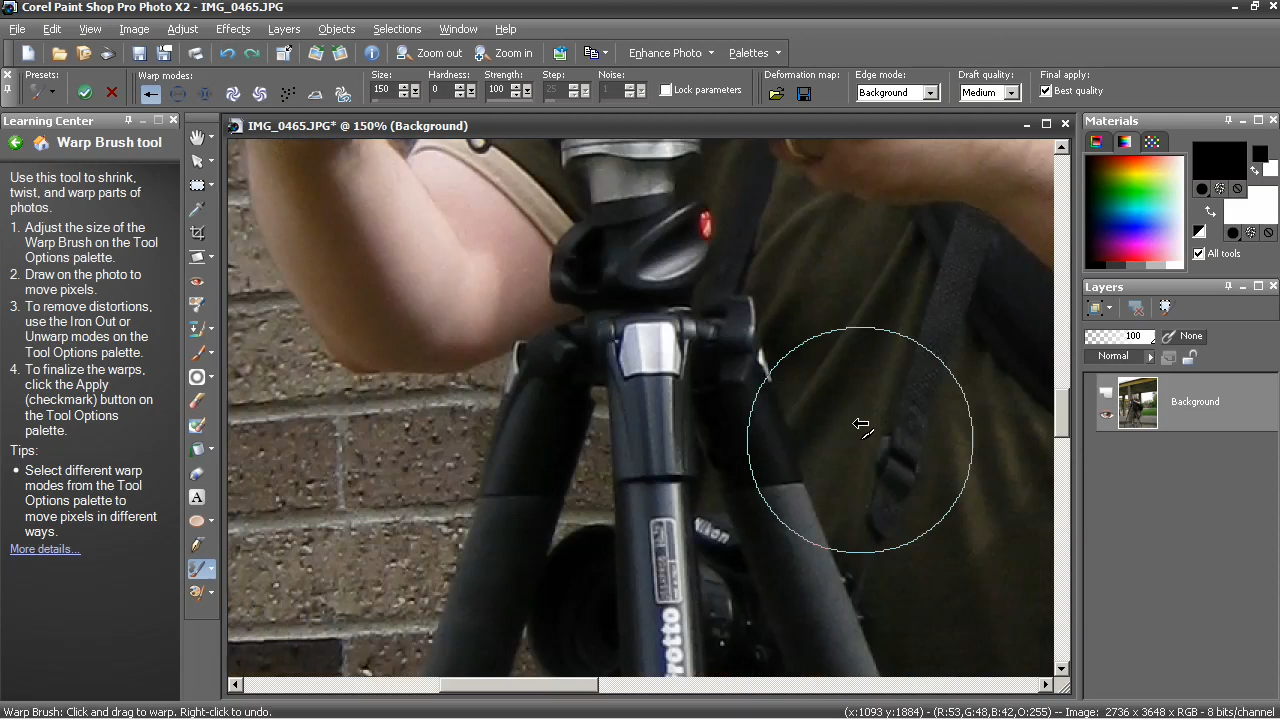 Corel Paint Shop Pro Photo X2 - IMG_0465.JPG
File Edit View Image Adjust Effects Layers Objects Selections Window Help
Zoom out Zoom in Enhance Photo Palettes
Presets: Warp modes: Size: Hardness: Strength: Step: Noise: Deformation map: Edge mode: Draft quality: Final apply:
150 0 100 25 1 Lock parameters Background Medium Best quality
Learning Center
Warp Brush tool
Use this tool to shrink,
twist, and warp parts of
photos.
1. Adjust the size of the
Warp Brush on the Tool
Options palette.
2. Draw on the photo to
move pixels.
3. To remove distortions,
use the Iron Out or
Unwarp modes on the
Tool Options palette.
4. To finalize the warps,
click the Apply
(checkmark) button on
the Tool Options
palette.
Tips:
• Select different warp
modes from the Tool
Options palette to
move pixels in different
ways.
More details...
A
IMG_0465.JPG* @ 150% (Background)
Nikon
rotto
Materials
All tools
Layers
100 None
Normal
Background
Warp Brush: Click and drag to warp. Right-click to undo.
(x:1093 y:1884) - (R:53,G:48,B:42,O:255) -- Image: 2736 x 3648 x RGB - 8 bits/channel